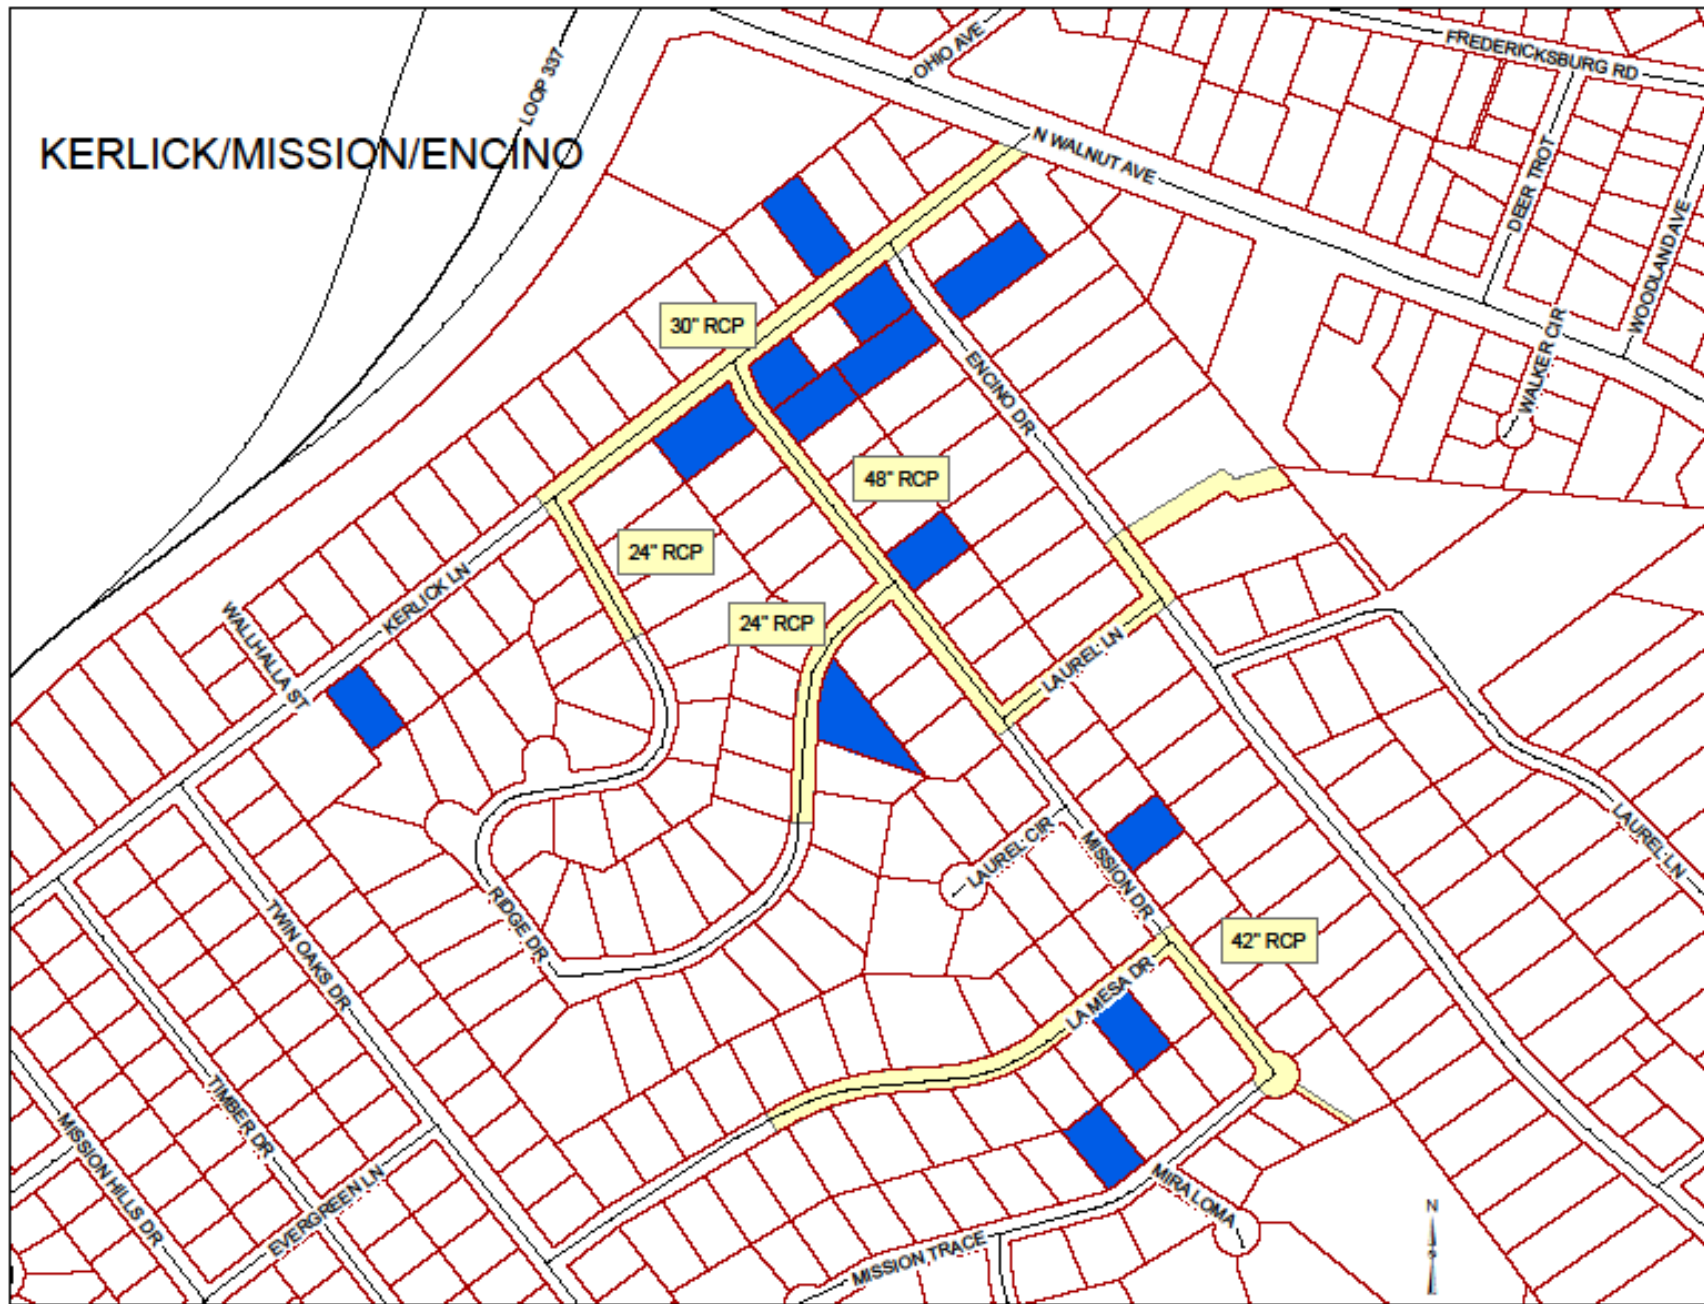 LOOP 337
OHIO AVE
FREDERICKSBURG RD
KERLICK/MISSION/ENCINO
N WALNUT AVE
DEER TROT
WOODLAND AVE
30" RCP
WALKER CIR
ENCINO DR
48" RCP
24" RCP
KERLICK LN
WALLHALLA ST
24" RCP
LAUREL LN
LAUREL LN
LAUREL CIR
MISSION DR
RIDGE DR
TWIN OAKS DR
42" RCP
LA MESA DR
TIMBER DR
MISSION HILLS DR
EVERGREEN LN
MIRA LOMA
MISSION TRACE
N